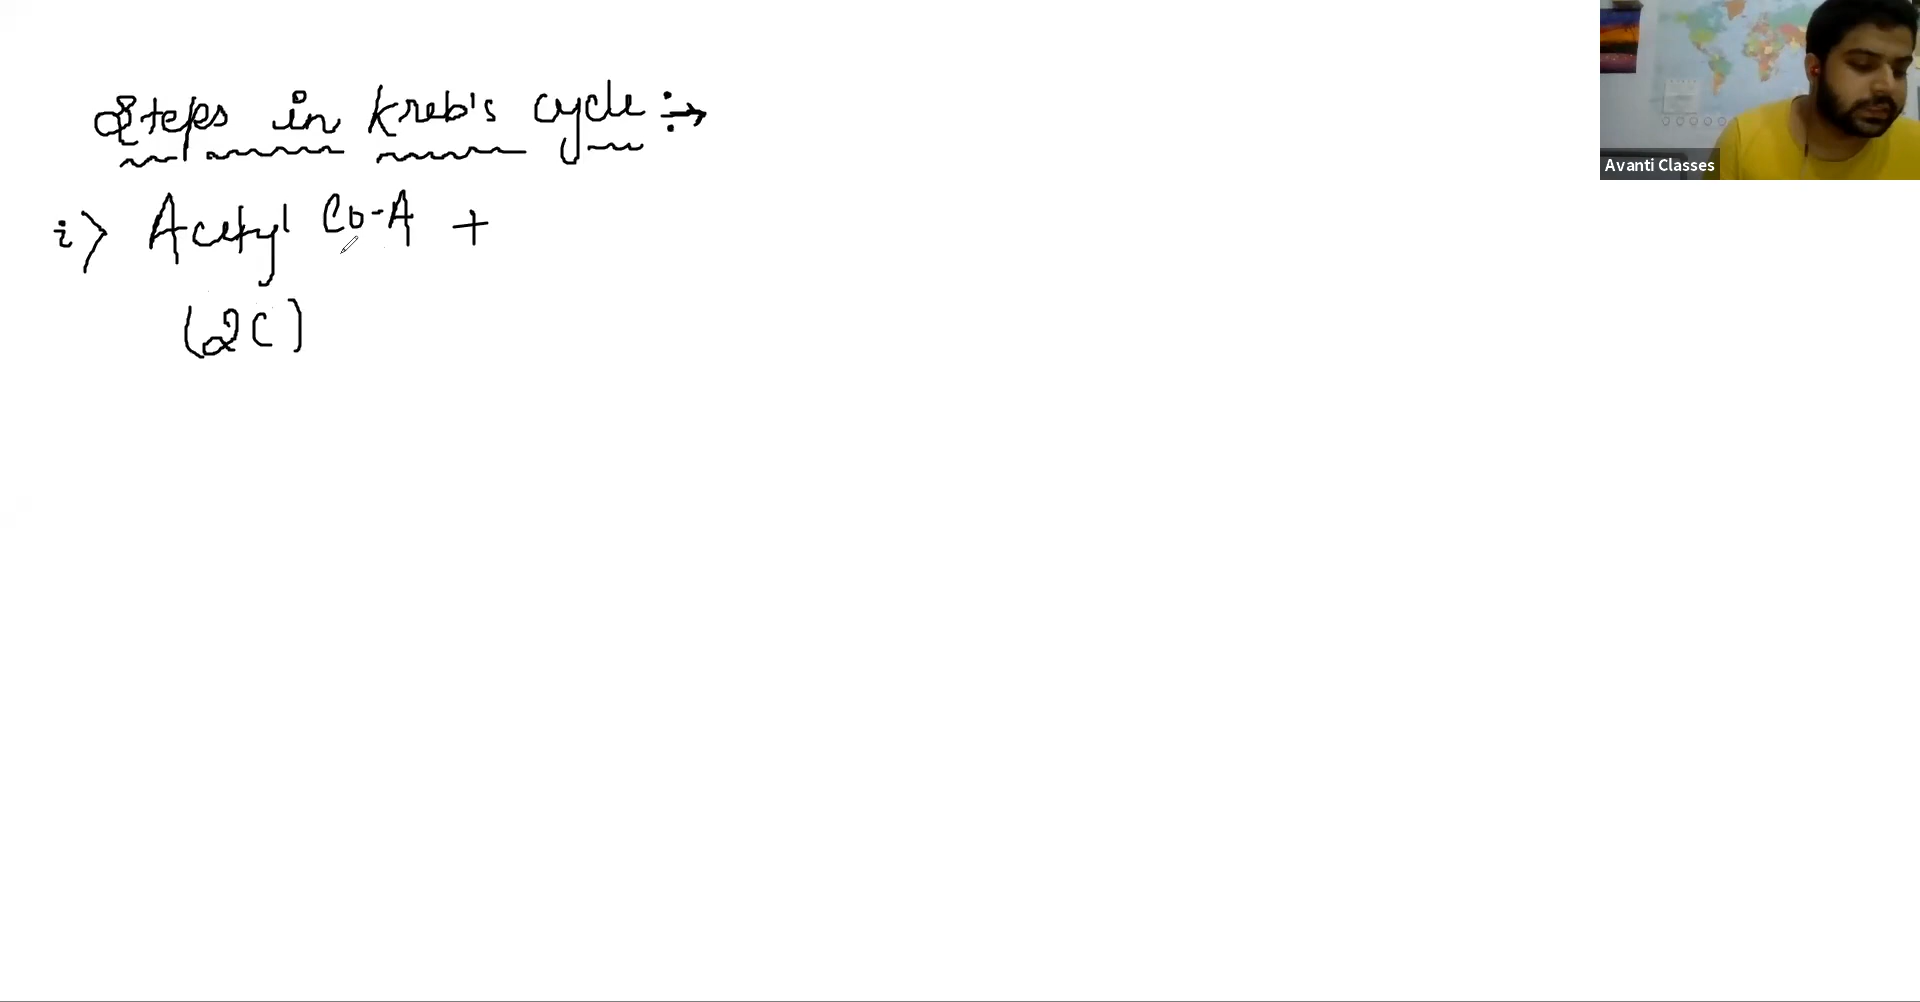 Steps in Kreb's cycle :→
i> Acetyl Co-A +
(2C)
Avanti Classes